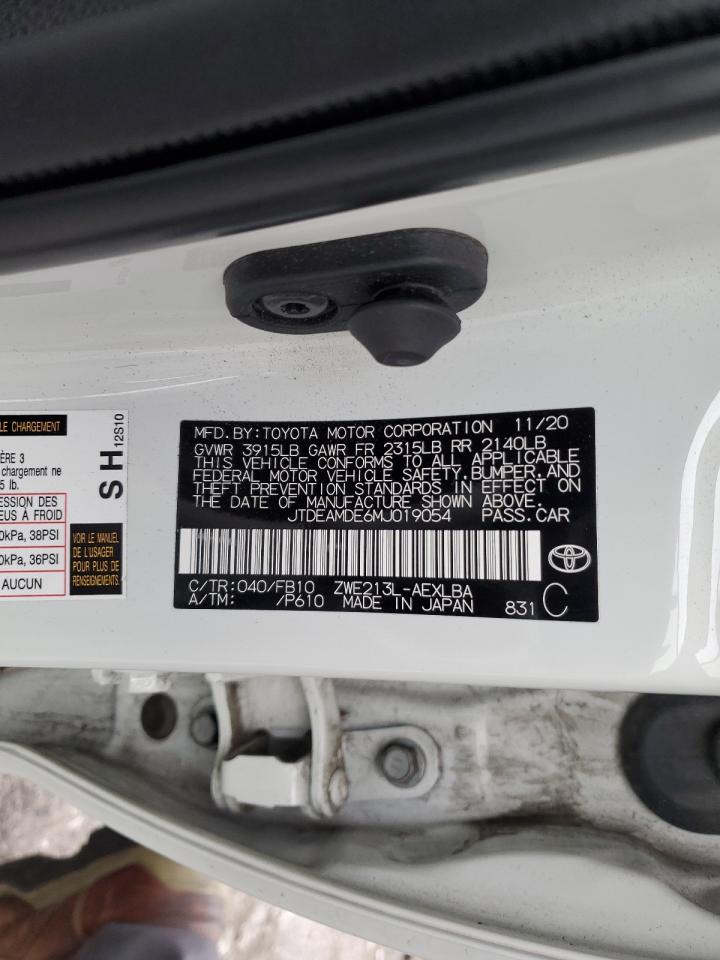 LE CHARGEMENT
ÈRE 3
chargement ne
5 lb.
ESSION DES
EUS À FROID
0kPa, 38PSI
0kPa, 36PSI
AUCUN
SH
12S10
VOIR LE MANUEL
DE L'USAGER
POUR PLUS DE
RENSEIGNEMENTS
MFD. BY: TOYOTA MOTOR CORPORATION 11/20
GVWR 3915LB GAWR FR 2315LB RR 2140LB
THIS VEHICLE CONFORMS TO ALL APPLICABLE
FEDERAL MOTOR VEHICLE SAFETY, BUMPER, AND
THEFT PREVENTION STANDARDS IN EFFECT ON
THE DATE OF MANUFACTURE SHOWN ABOVE.
JTDEAMDE6MJ019054 PASS. CAR
C/TR: 040/FB10 ZWE213L-AEXLBA
A/TM: /P610 MADE IN JAPAN 831 C